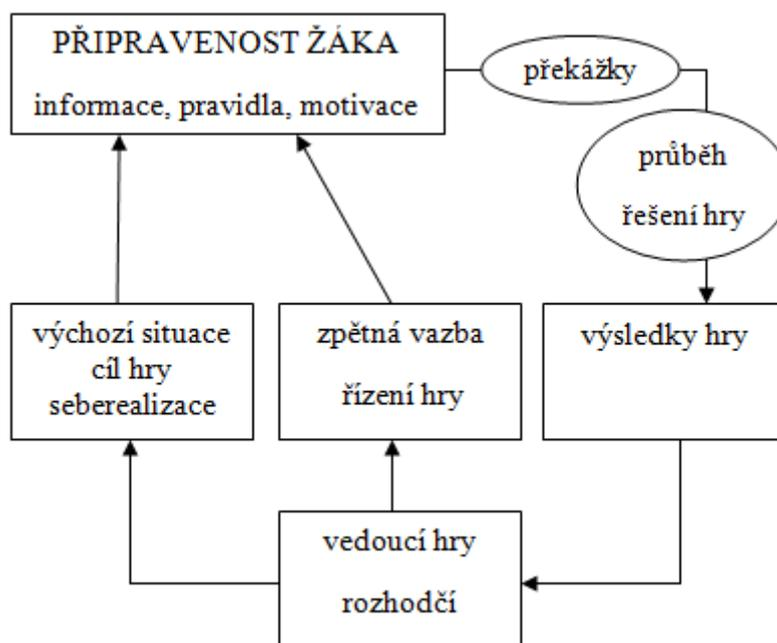 PŘIPRAVENOST ŽÁKA
informace, pravidla, motivace
překážky
průběh
řešení hry
výchozí situace
cíl hry
seberealizace
zpětná vazba
řízení hry
výsledky hry
vedoucí hry
rozhodčí